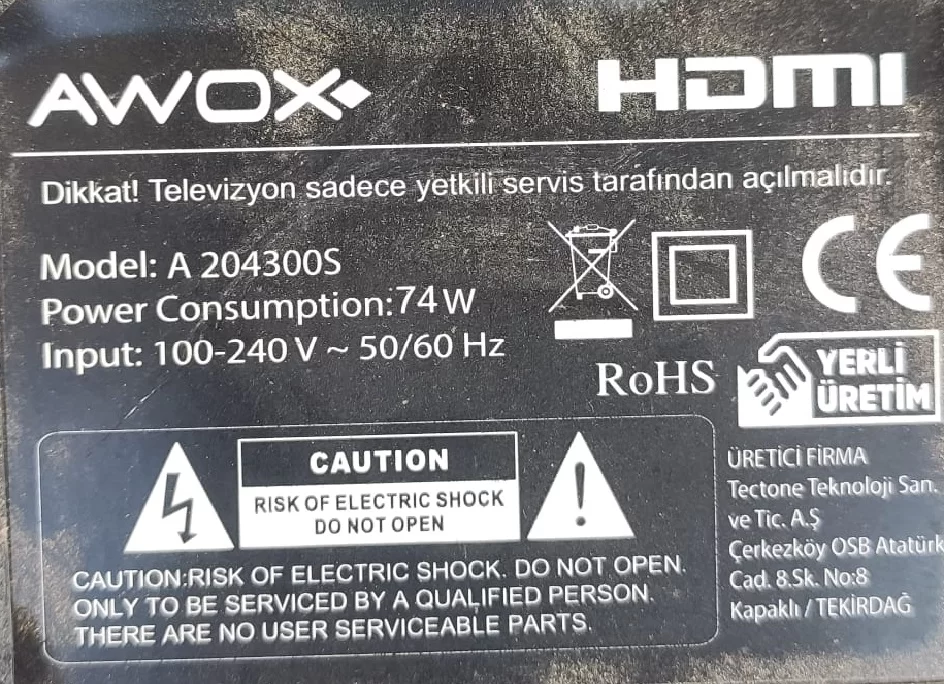 AWOX
HDMI
Dikkat! Televizyon sadece yetkili servis tarafından açılmalıdır.
Model: A 204300S
Power Consumption:74W
Input: 100-240 V ~ 50/60 Hz
CE
RoHS
YERLİ
ÜRETİM
CAUTION
RISK OF ELECTRIC SHOCK
DO NOT OPEN
CAUTION:RISK OF ELECTRIC SHOCK. DO NOT OPEN.
ONLY TO BE SERVICED BY A QUALIFIED PERSON.
THERE ARE NO USER SERVICEABLE PARTS.
ÜRETİCİ FİRMA
Tectone Teknoloji San.
ve Tic. A.Ş
Çerkezköy OSB Atatürk
Cad. 8.Sk. No:8
Kapaklı / TEKİRDAĞ